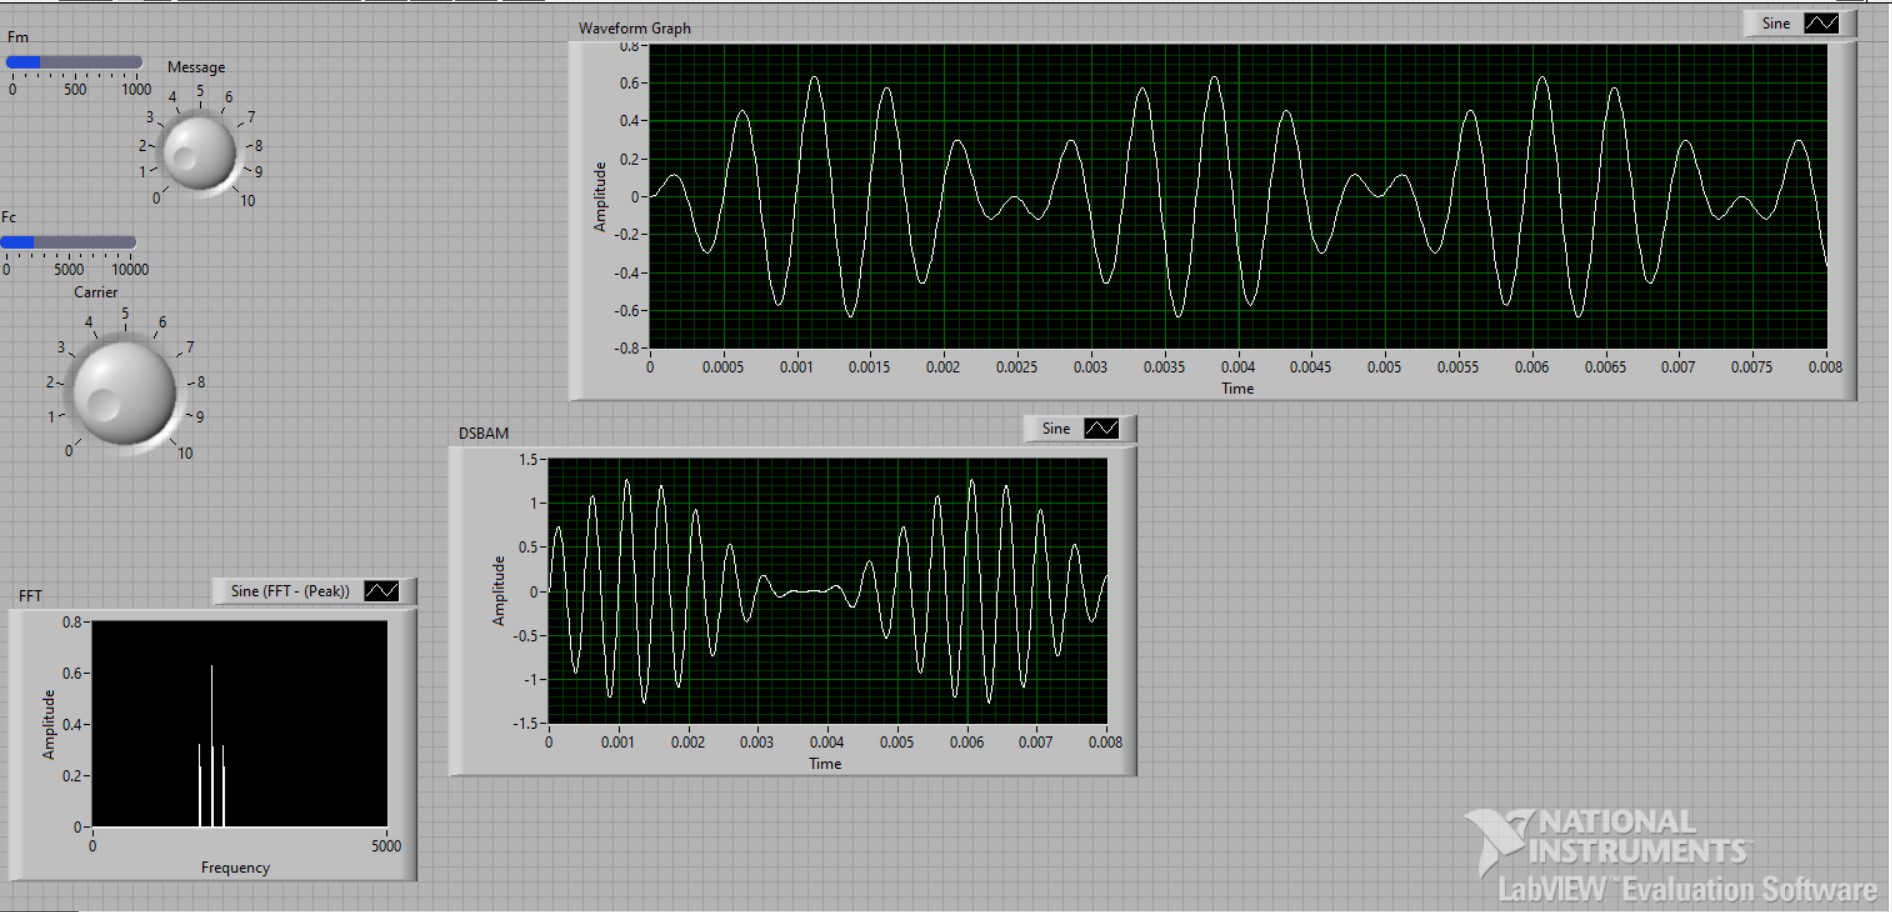 Fm
0 500 1000
Message
0 1 2 3 4 5 6 7 8 9 10
Fc
0 5000 10000
Carrier
0 1 2 3 4 5 6 7 8 9 10
Waveform Graph
Sine
0.8
0.6
0.4
0.2
0
-0.2
-0.4
-0.6
-0.8
Amplitude
0 0.0005 0.001 0.0015 0.002 0.0025 0.003 0.0035 0.004 0.0045 0.005 0.0055 0.006 0.0065 0.007 0.0075 0.008
Time
DSBAM
Sine
1.5
1
0.5
0
-0.5
-1
-1.5
Amplitude
0 0.001 0.002 0.003 0.004 0.005 0.006 0.007 0.008
Time
FFT
Sine (FFT - (Peak))
0.8
0.6
0.4
0.2
0
Amplitude
0 5000
Frequency
NATIONAL
INSTRUMENTS™
LabVIEW™ Evaluation Software